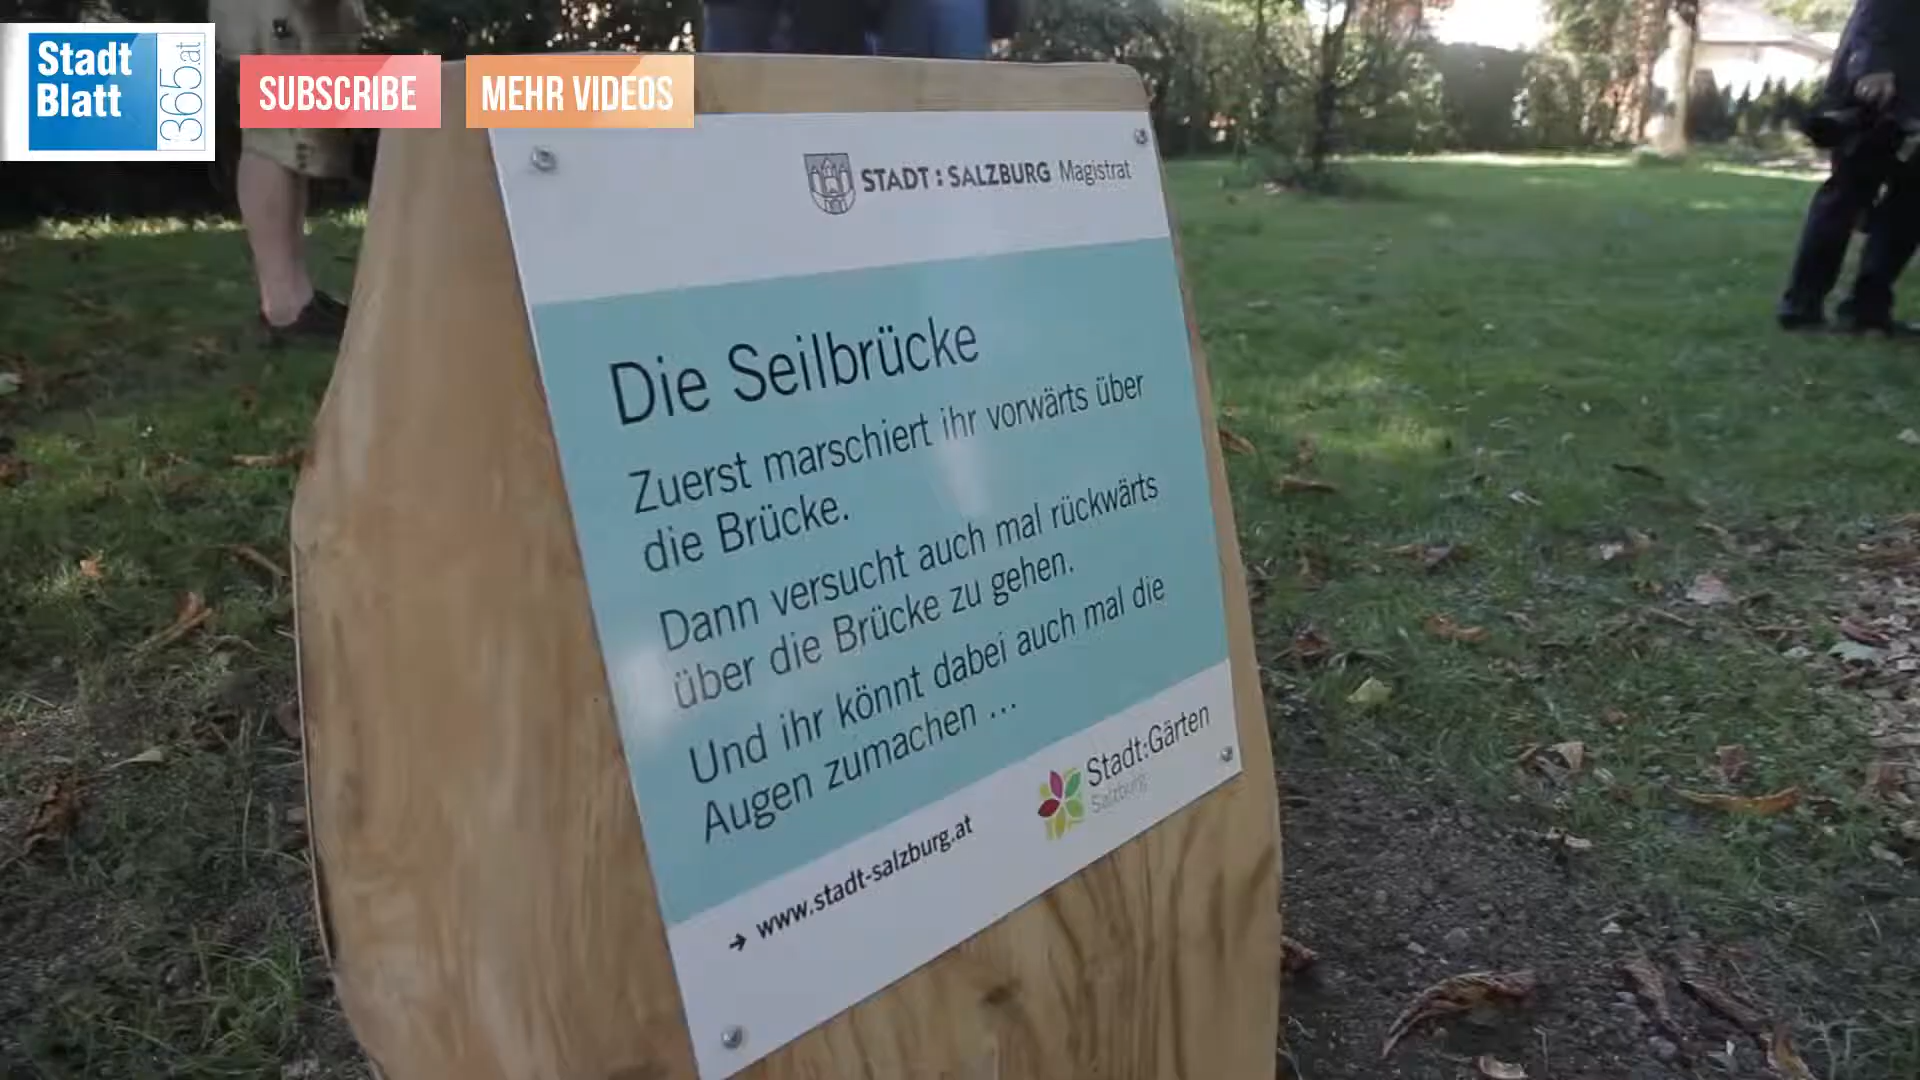 Stadt
Blatt
365.at
SUBSCRIBE
MEHR VIDEOS
STADT : SALZBURG Magistrat
Die Seilbrücke
Zuerst marschiert ihr vorwärts über
die Brücke.
Dann versucht auch mal rückwärts
über die Brücke zu gehen.
Und ihr könnt dabei auch mal die
Augen zumachen ...
→ www.stadt-salzburg.at
Stadt:Gärten
Salzburg